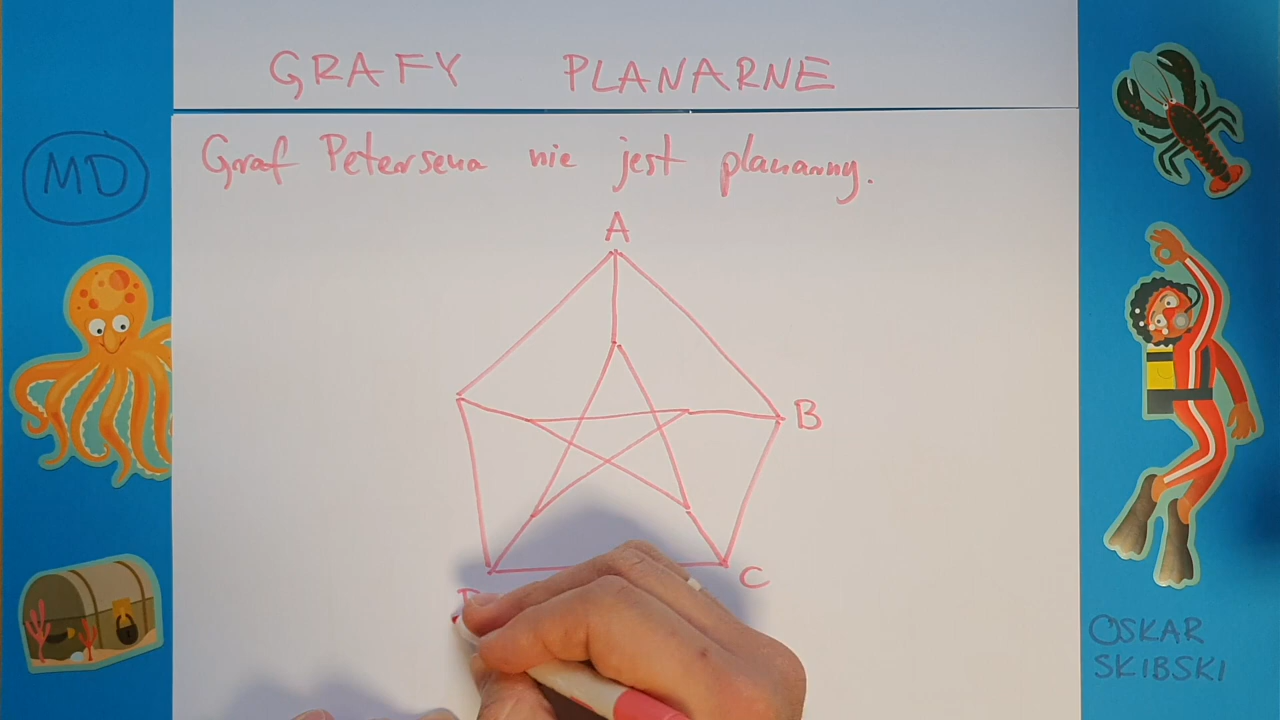 GRAFY PLANARNE
MD
Graf Petersena nie jest planarny.
A
B
C
OSKAR
SKIBSKI